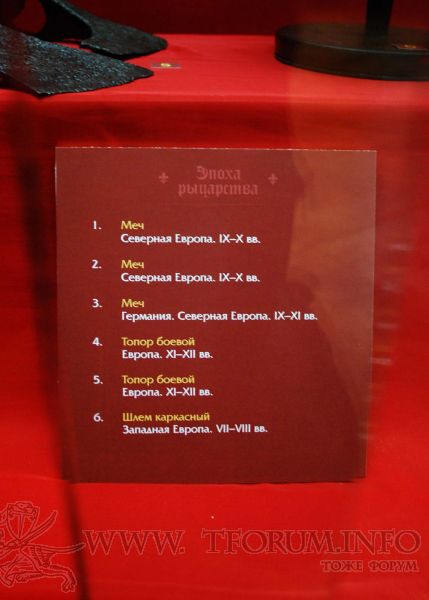 5
Эпоха
рыцарства
1. Меч
Северная Европа. IX–X вв.
2. Меч
Северная Европа. IX–X вв.
3. Меч
Германия. Северная Европа. IX–XI вв.
4. Топор боевой
Европа. XI–XII вв.
5. Топор боевой
Европа. XI–XII вв.
6. Шлем каркасный
Западная Европа. VII–VIII вв.
www.tforum.info
тоже форум